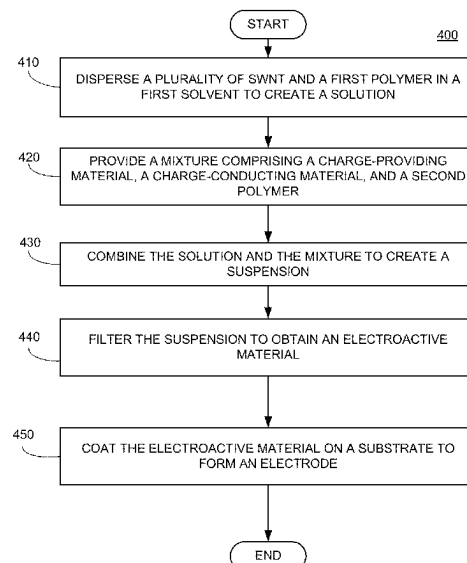 START
400
410
DISPERSE A PLURALITY OF SWNT AND A FIRST POLYMER IN A
FIRST SOLVENT TO CREATE A SOLUTION
420
PROVIDE A MIXTURE COMPRISING A CHARGE-PROVIDING
MATERIAL, A CHARGE-CONDUCTING MATERIAL, AND A SECOND
POLYMER
430
COMBINE THE SOLUTION AND THE MIXTURE TO CREATE A
SUSPENSION
440
FILTER THE SUSPENSION TO OBTAIN AN ELECTROACTIVE
MATERIAL
450
COAT THE ELECTROACTIVE MATERIAL ON A SUBSTRATE TO
FORM AN ELECTRODE
END